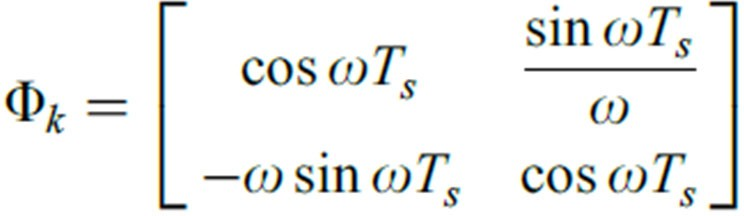 Φ_k = [ cos ωT_s   (sin ωT_s)/ω
−ω sin ωT_s   cos ωT_s ]